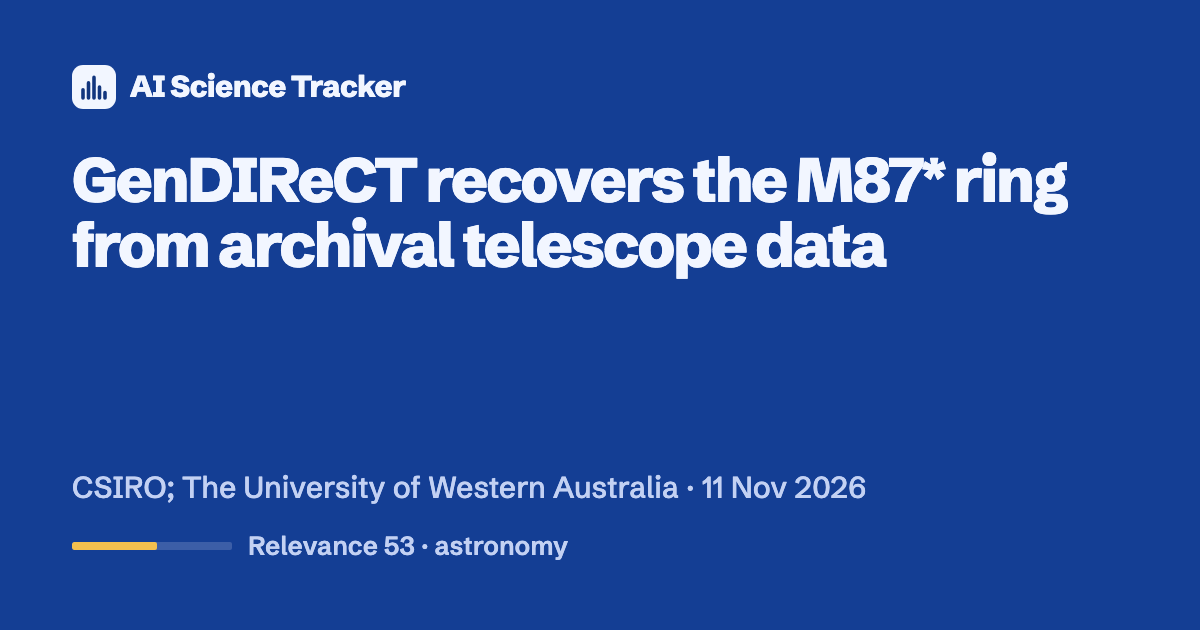 AI Science Tracker
GenDIReCT recovers the M87* ring
from archival telescope data
CSIRO; The University of Western Australia · 11 Nov 2026
Relevance 53 · astronomy